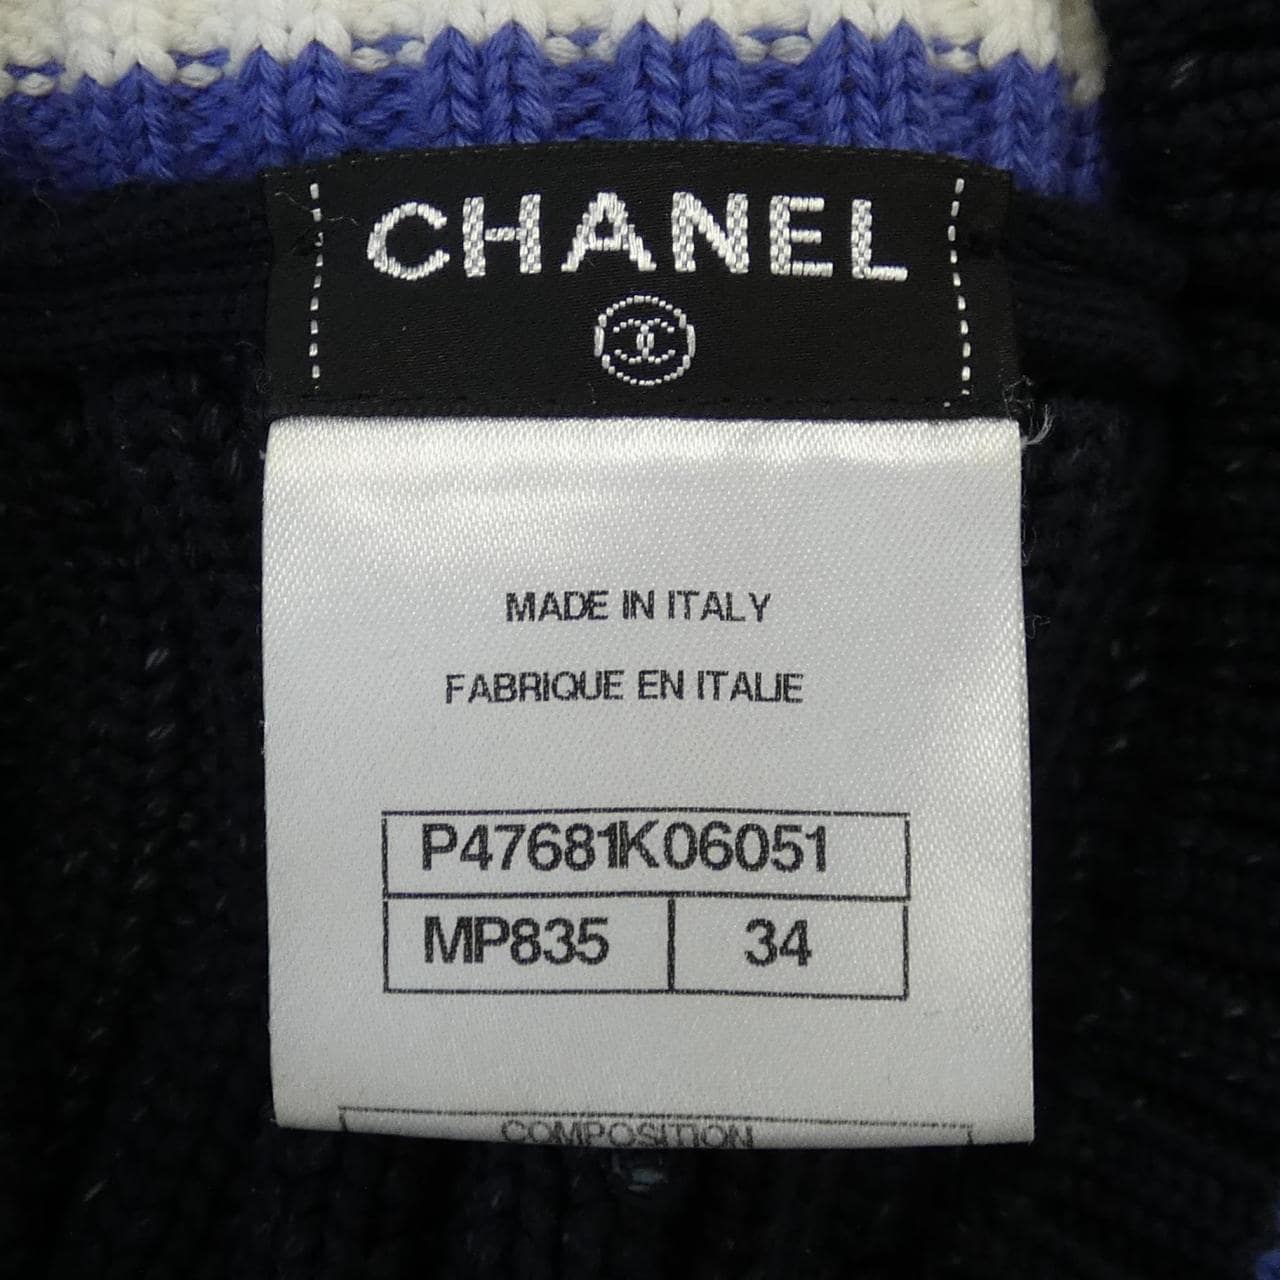 CHANEL
MADE IN ITALY
FABRIQUE EN ITALIE
P47681K06051
MP835 34
COMPOSITION